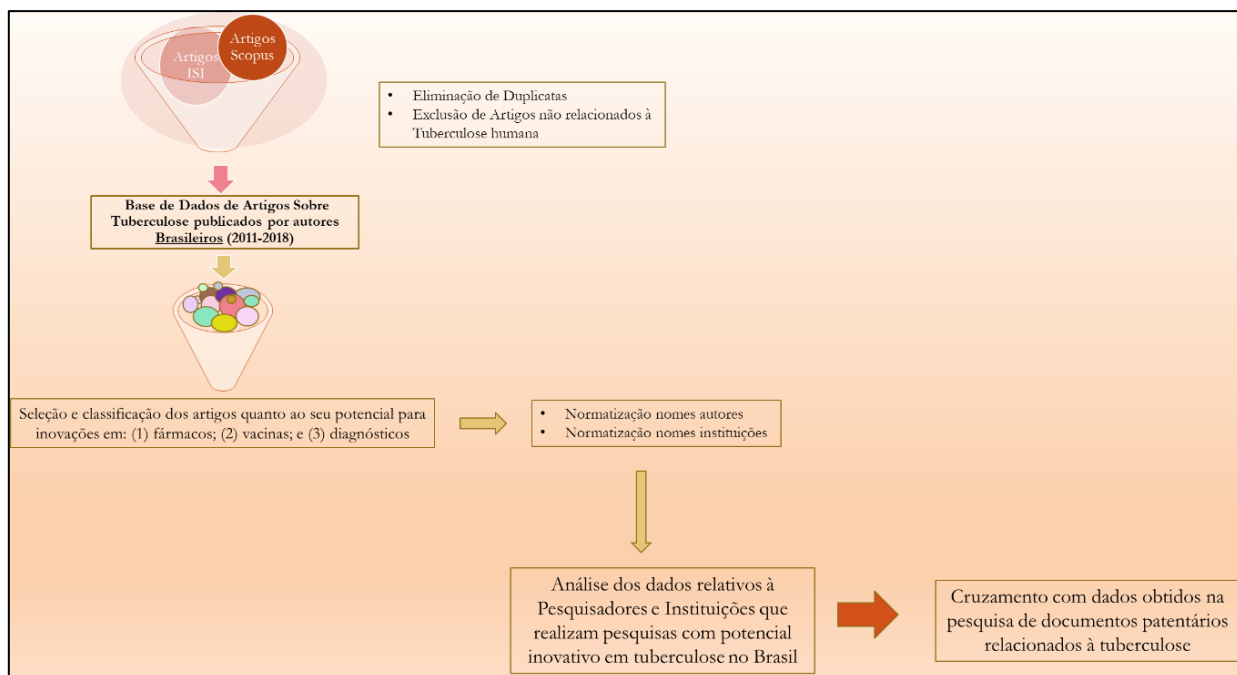 Artigos
Scopus
Artigos
ISI
• Eliminação de Duplicatas
• Exclusão de Artigos não relacionados à
Tuberculose humana
Base de Dados de Artigos Sobre
Tuberculose publicados por autores
Brasileiros (2011-2018)
Seleção e classificação dos artigos quanto ao seu potencial para
inovações em: (1) fármacos; (2) vacinas; e (3) diagnósticos
• Normatização nomes autores
• Normatização nomes instituições
Análise dos dados relativos à
Pesquisadores e Instituições que
realizam pesquisas com potencial
inovativo em tuberculose no Brasil
Cruzamento com dados obtidos na
pesquisa de documentos patentários
relacionados à tuberculose